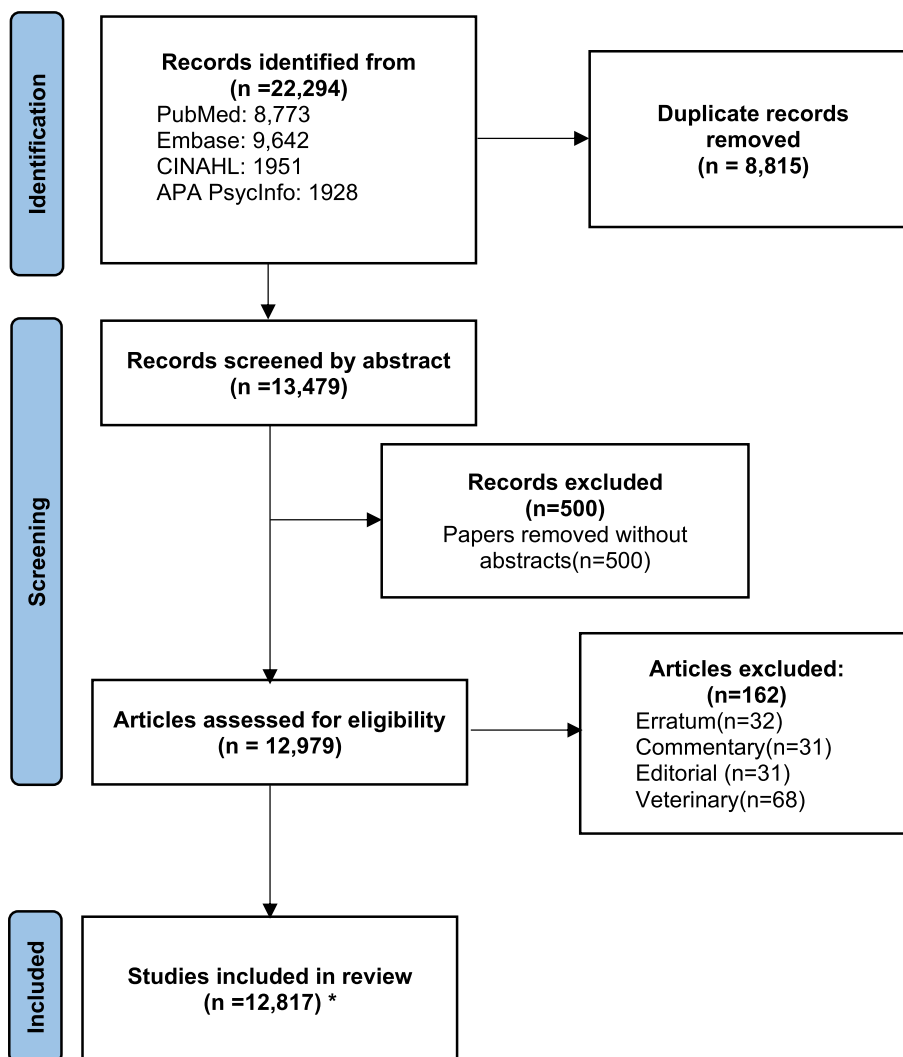 Identification
Records identified from
(n =22,294)
PubMed: 8,773
Embase: 9,642
CINAHL: 1951
APA PsycInfo: 1928
Duplicate records
removed
(n = 8,815)
Screening
Records screened by abstract
(n =13,479)
Records excluded
(n=500)
Papers removed without
abstracts(n=500)
Articles assessed for eligibility
(n = 12,979)
Articles excluded:
(n=162)
Erratum(n=32)
Commentary(n=31)
Editorial (n=31)
Veterinary(n=68)
Included
Studies included in review
(n =12,817) *